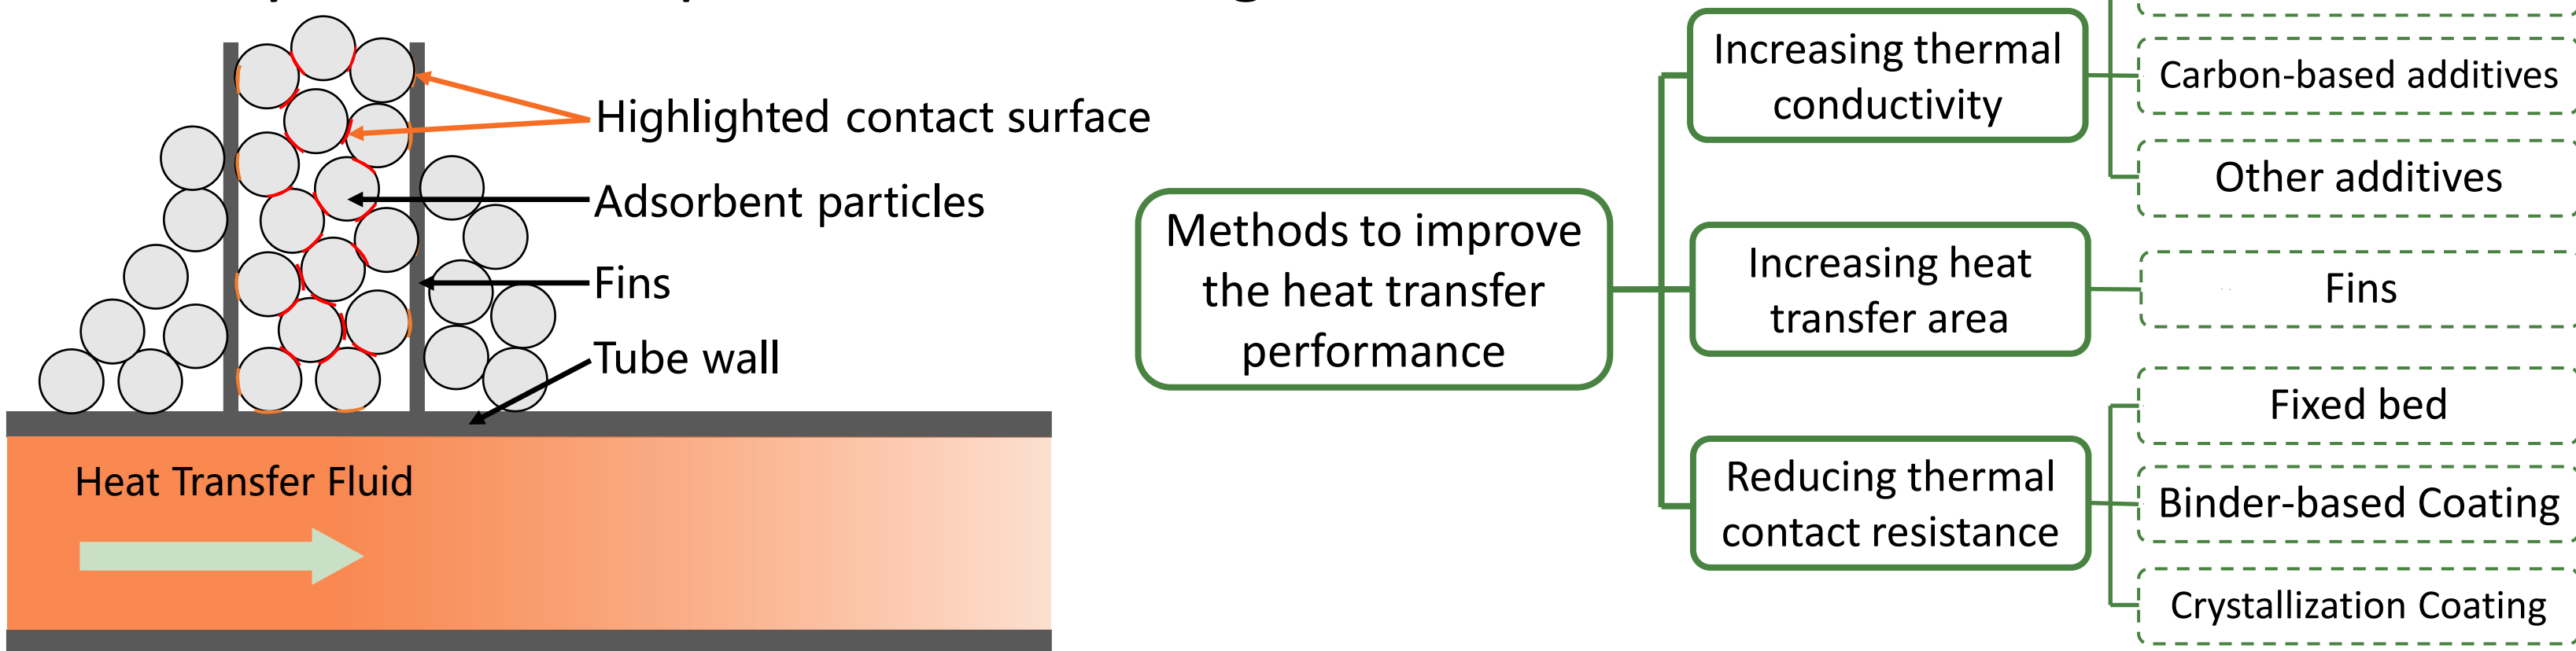 Highlighted contact surface
Adsorbent particles
Fins
Tube wall
Heat Transfer Fluid
Methods to improve
the heat transfer
performance
Increasing thermal
conductivity
Carbon-based additives
Other additives
Increasing heat
transfer area
Fins
Reducing thermal
contact resistance
Fixed bed
Binder-based Coating
Crystallization Coating